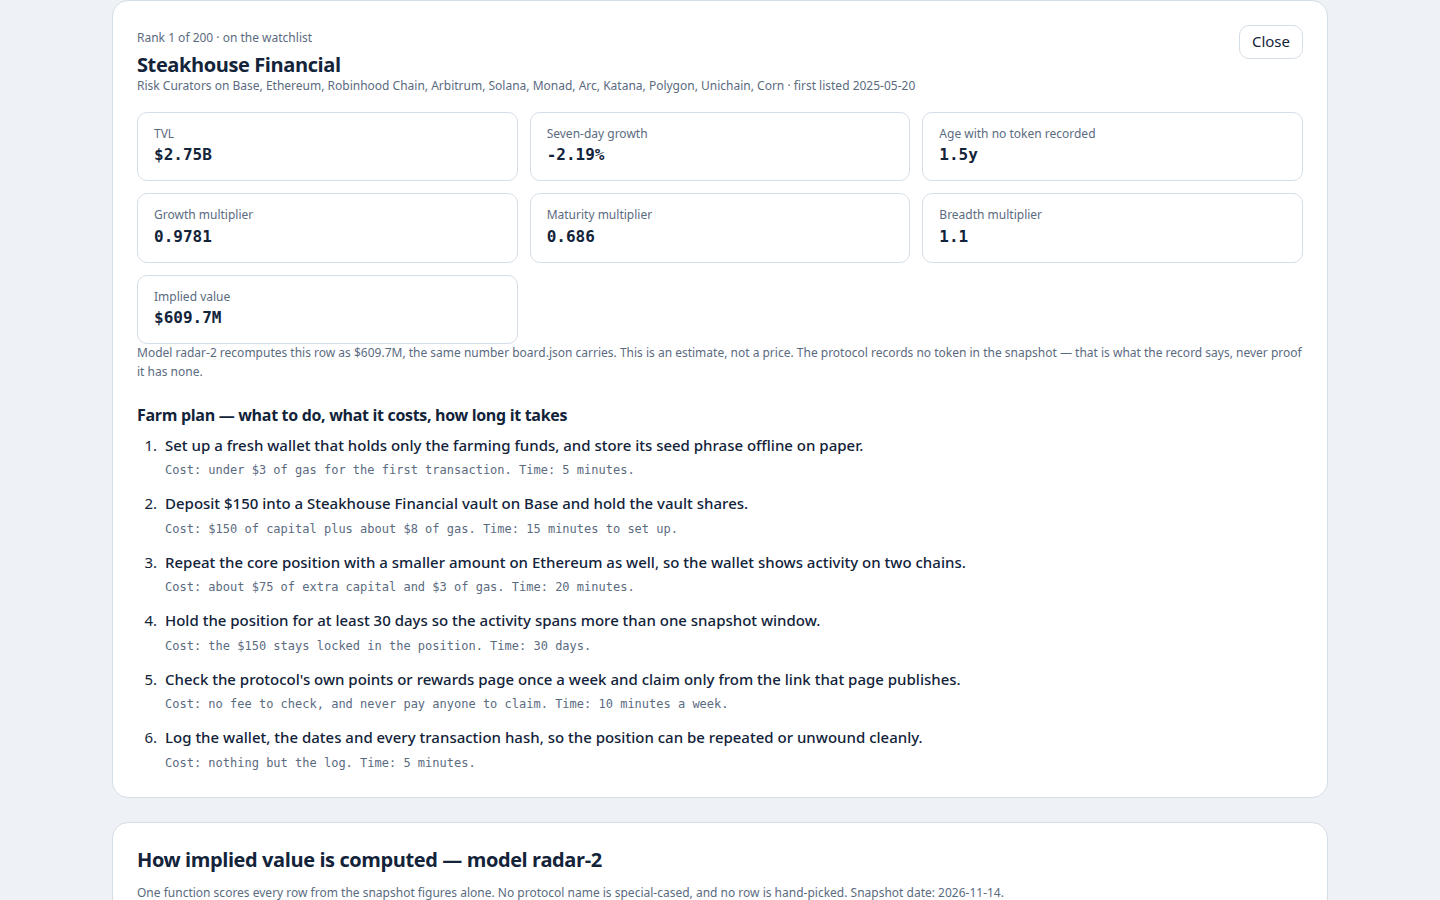 Rank 1 of 200 · on the watchlist
Close
Steakhouse Financial
Risk Curators on Base, Ethereum, Robinhood Chain, Arbitrum, Solana, Monad, Arc, Katana, Polygon, Unichain, Corn · first listed 2025-05-20
TVL
$2.75B
Seven-day growth
-2.19%
Age with no token recorded
1.5y
Growth multiplier
0.9781
Maturity multiplier
0.686
Breadth multiplier
1.1
Implied value
$609.7M
Model radar-2 recomputes this row as $609.7M, the same number board.json carries. This is an estimate, not a price. The protocol records no token in the snapshot — that is what the record says, never proof
it has none.
Farm plan — what to do, what it costs, how long it takes
1. Set up a fresh wallet that holds only the farming funds, and store its seed phrase offline on paper.
Cost: under $3 of gas for the first transaction. Time: 5 minutes.
2. Deposit $150 into a Steakhouse Financial vault on Base and hold the vault shares.
Cost: $150 of capital plus about $8 of gas. Time: 15 minutes to set up.
3. Repeat the core position with a smaller amount on Ethereum as well, so the wallet shows activity on two chains.
Cost: about $75 of extra capital and $3 of gas. Time: 20 minutes.
4. Hold the position for at least 30 days so the activity spans more than one snapshot window.
Cost: the $150 stays locked in the position. Time: 30 days.
5. Check the protocol's own points or rewards page once a week and claim only from the link that page publishes.
Cost: no fee to check, and never pay anyone to claim. Time: 10 minutes a week.
6. Log the wallet, the dates and every transaction hash, so the position can be repeated or unwound cleanly.
Cost: nothing but the log. Time: 5 minutes.
How implied value is computed — model radar-2
One function scores every row from the snapshot figures alone. No protocol name is special-cased, and no row is hand-picked. Snapshot date: 2026-11-14.